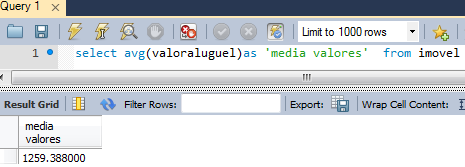 Query 1
Limit to 1000 rows
1
select avg(valoraluguel)as 'media valores'  from imovel
Result Grid
Filter Rows:
Export:
Wrap Cell Content:
media
valores
1259.388000